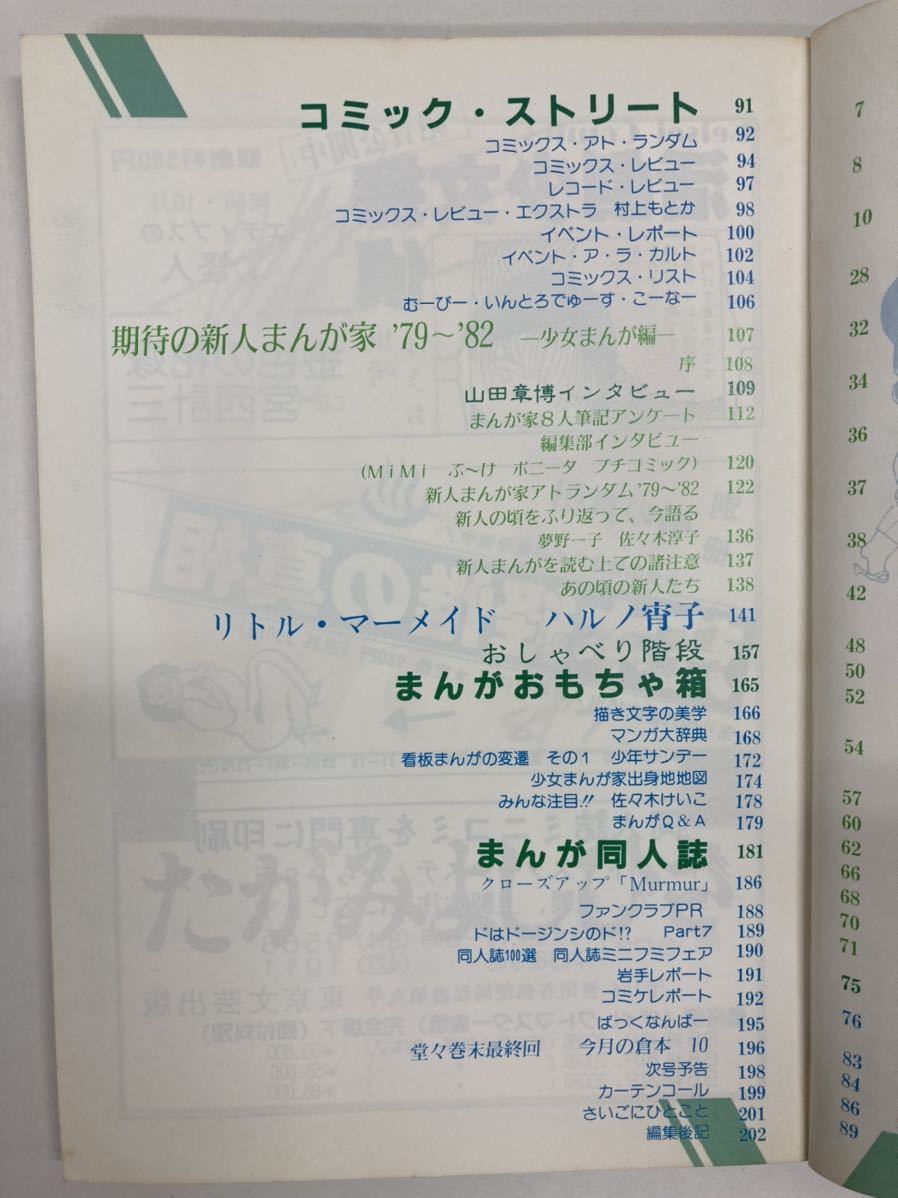 コミック・ストリート 91
コミックス・アト・ランダム 92
コミックス・レビュー 94
レコード・レビュー 97
コミックス・レビュー・エクストラ 村上もとか 98
イベント・レポート 100
イベント・ア・ラ・カルト 102
コミックス・リスト 104
むーびー・いんとろでゅーす・こーなー 106
期待の新人まんが家 '79〜'82 ―少女まんが編― 107
序 108
山田章博インタビュー 109
まんが家8人筆記アンケート 112
編集部インタビュー
(MiMi ぶ〜け ボニータ プチコミック) 120
新人まんが家アトランダム'79〜'82 122
新人の頃をふり返って、今語る
夢野一子 佐々木淳子 136
新人まんがを読む上での諸注意 137
あの頃の新人たち 138
リトル・マーメイド ハルノ宵子 141
おしゃべり階段 157
まんがおもちゃ箱 165
描き文字の美学 166
マンガ大辞典 168
看板まんがの変遷 その1 少年サンデー 172
少女まんが家出身地地図 174
みんな注目!! 佐々木けいこ 178
まんがQ&A 179
まんが同人誌 181
クローズアップ「Murmur」 186
ファンクラブPR 188
ドはドージンシのド!? Part7 189
同人誌100選 同人誌ミニフミフェア 190
岩手レポート 191
コミケレポート 192
ばっくなんばー 195
堂々巻末最終回 今月の倉本 10 196
次号予告 198
カーテンコール 199
さいごにひとこと 201
編集後記 202
7
8
10
28
32
34
36
37
38
42
48
50
52
54
57
60
62
66
68
70
71
75
76
83
84
86
89